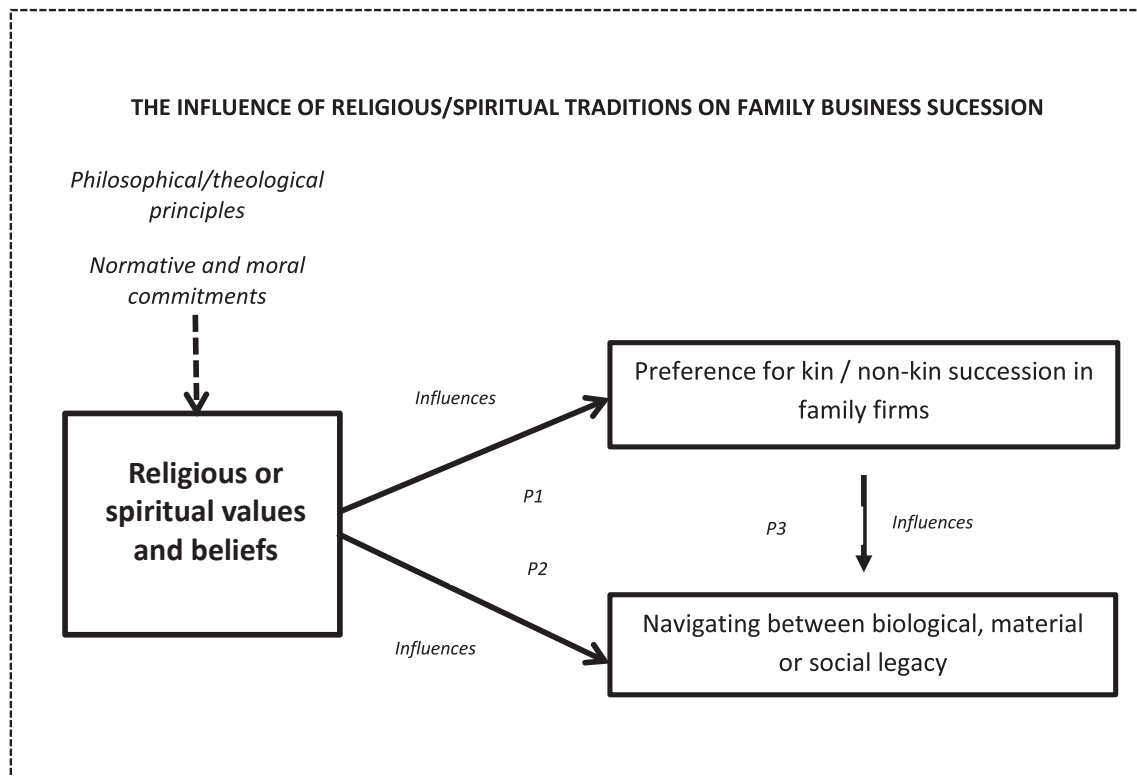 THE INFLUENCE OF RELIGIOUS/SPIRITUAL TRADITIONS ON FAMILY BUSINESS SUCESSION
Philosophical/theological
principles
Normative and moral
commitments
Religious or
spiritual values
and beliefs
Influences
P1
P2
Influences
Preference for kin / non-kin succession in
family firms
P3
Influences
Navigating between biological, material
or social legacy